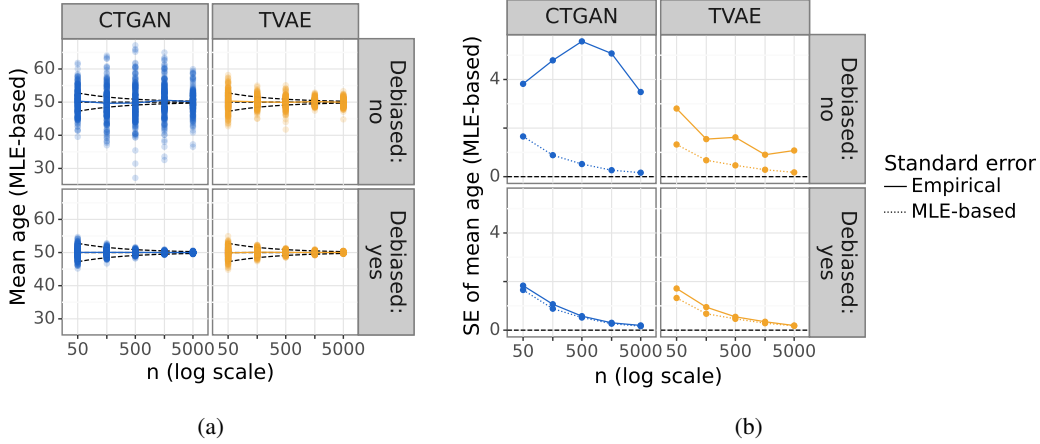 CTGAN TVAE
Mean age (MLE-based)
60
50
40
30
Debiased:
no
60
50
40
30
Debiased:
yes
50 500 5000 50 500 5000
n (log scale)
(a)
CTGAN TVAE
SE of mean age (MLE-based)
4
2
0
Debiased:
no
4
2
0
Debiased:
yes
50 500 5000 50 500 5000
n (log scale)
(b)
Standard error
Empirical
MLE-based